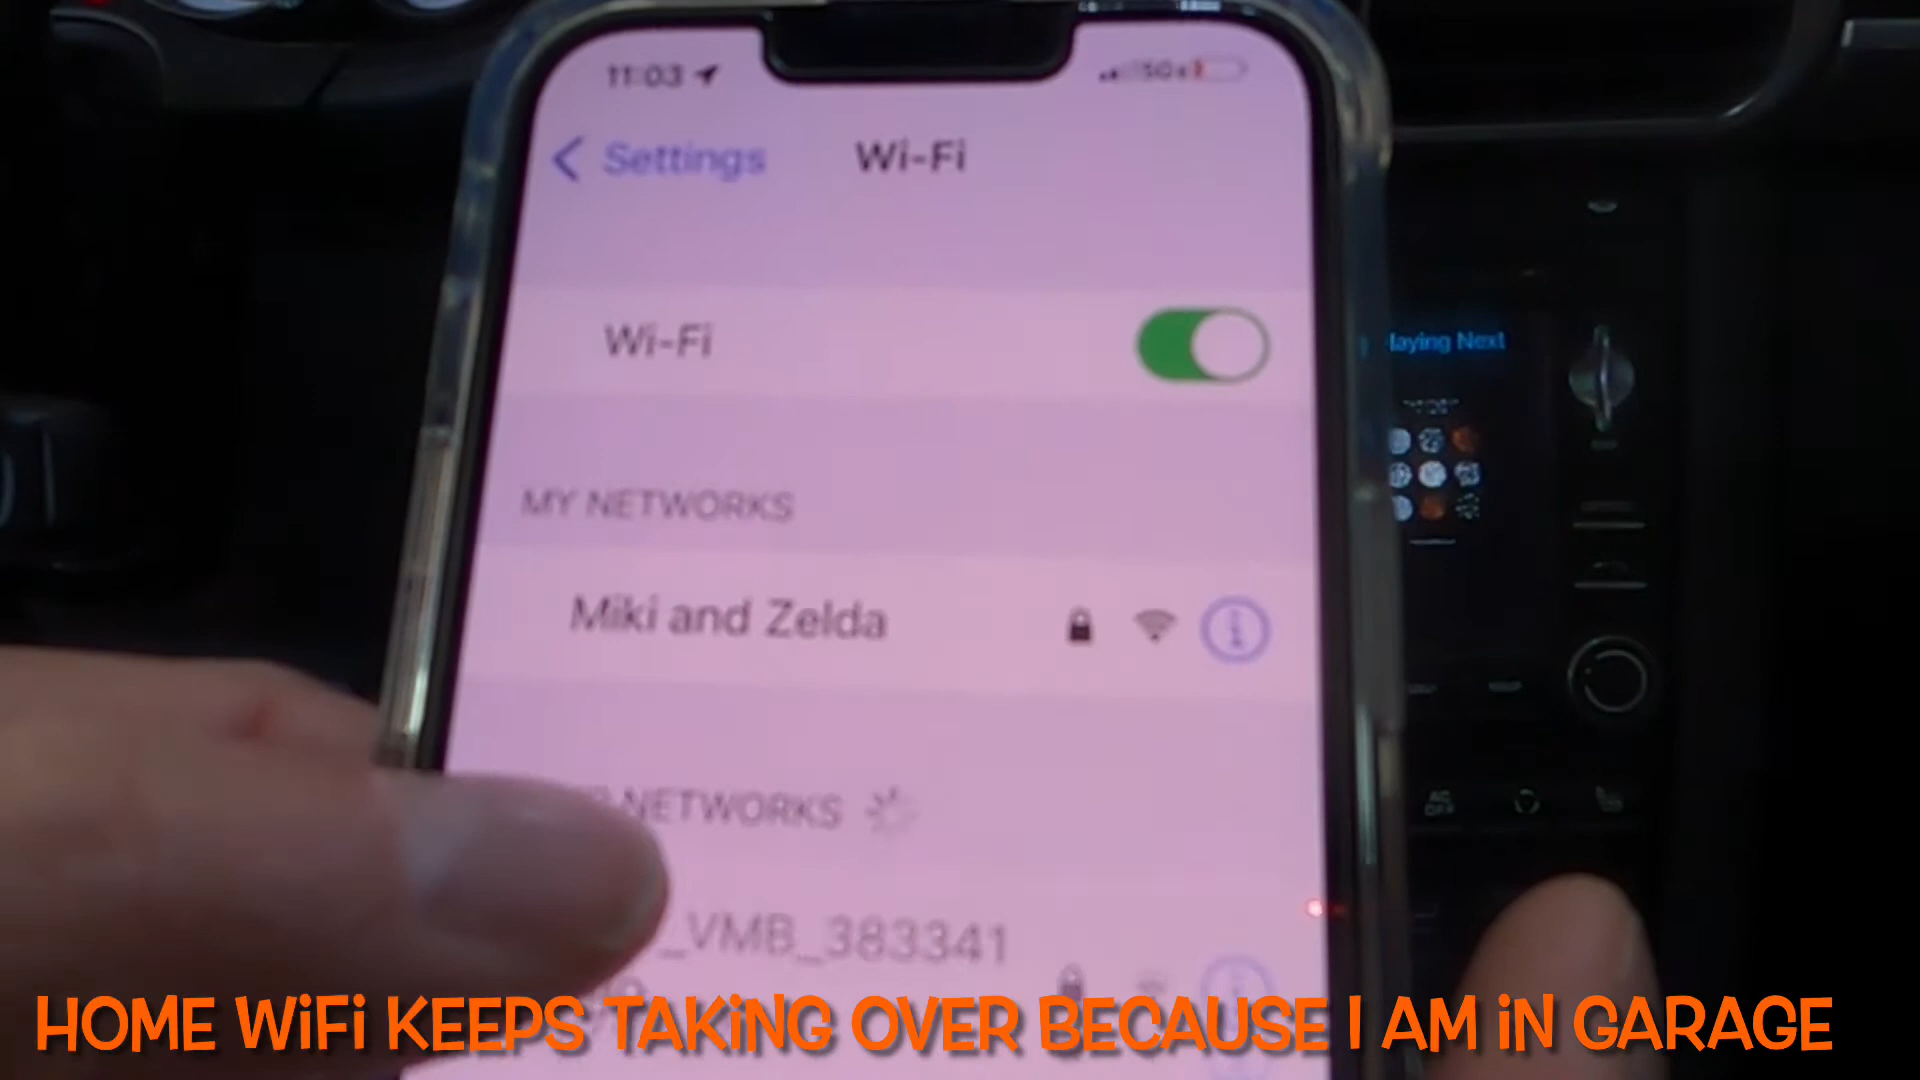 11:03
Settings
Wi-Fi
Wi-Fi
laying Next
MY NETWORKS
Miki and Zelda
NETWORKS
_VMB_383341
HOME WiFi KEEPS TAKiNG OVER BECAUSE I AM iN GARAGE